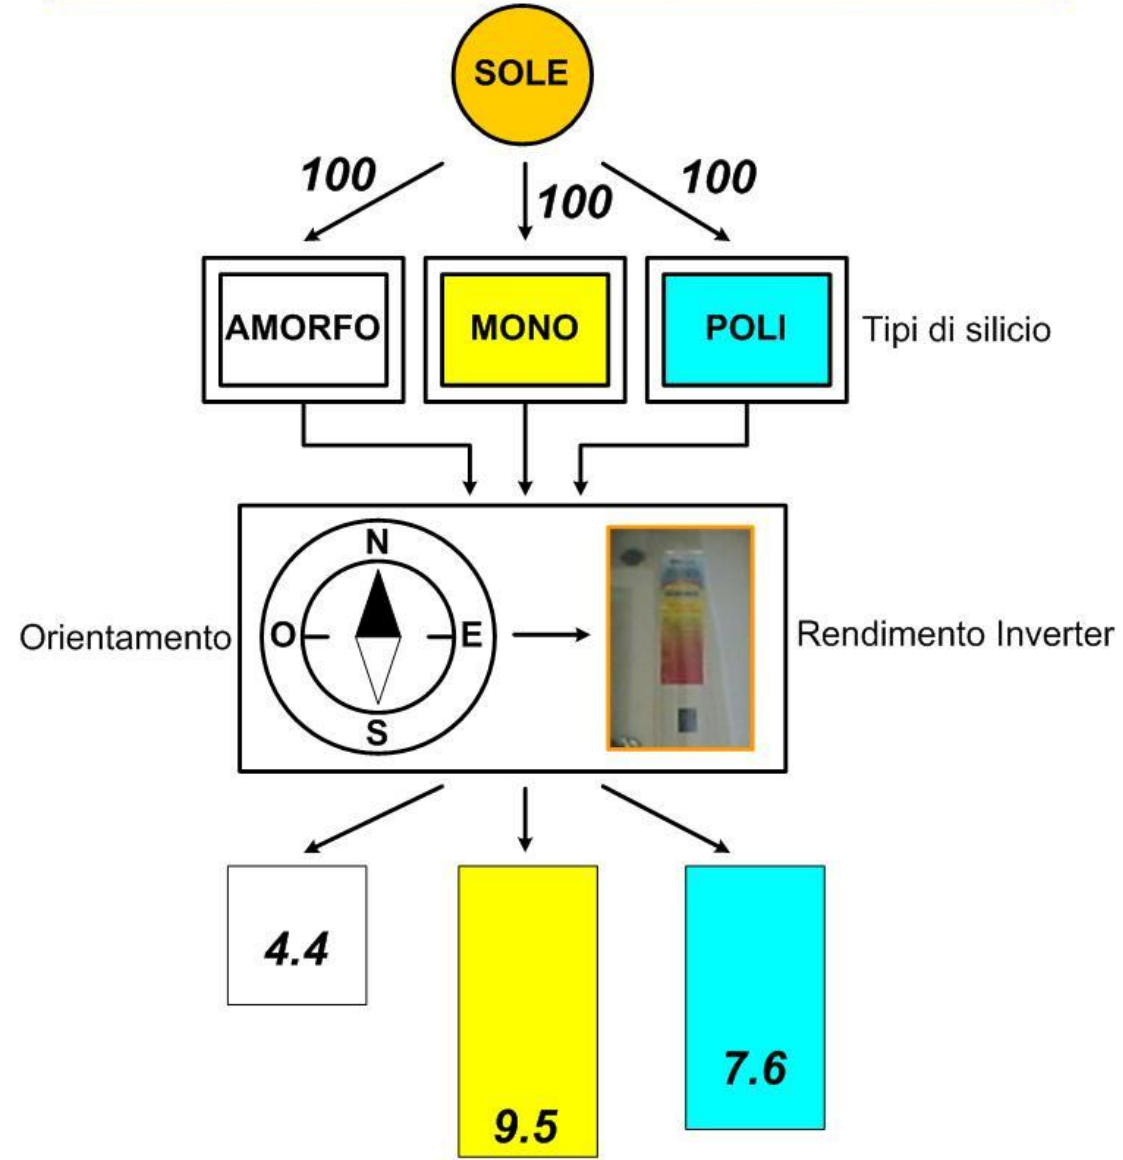 SOLE
100
100
100
AMORFO
MONO
POLI
Tipi di silicio
N
O
E
S
Orientamento
Rendimento Inverter
4.4
9.5
7.6